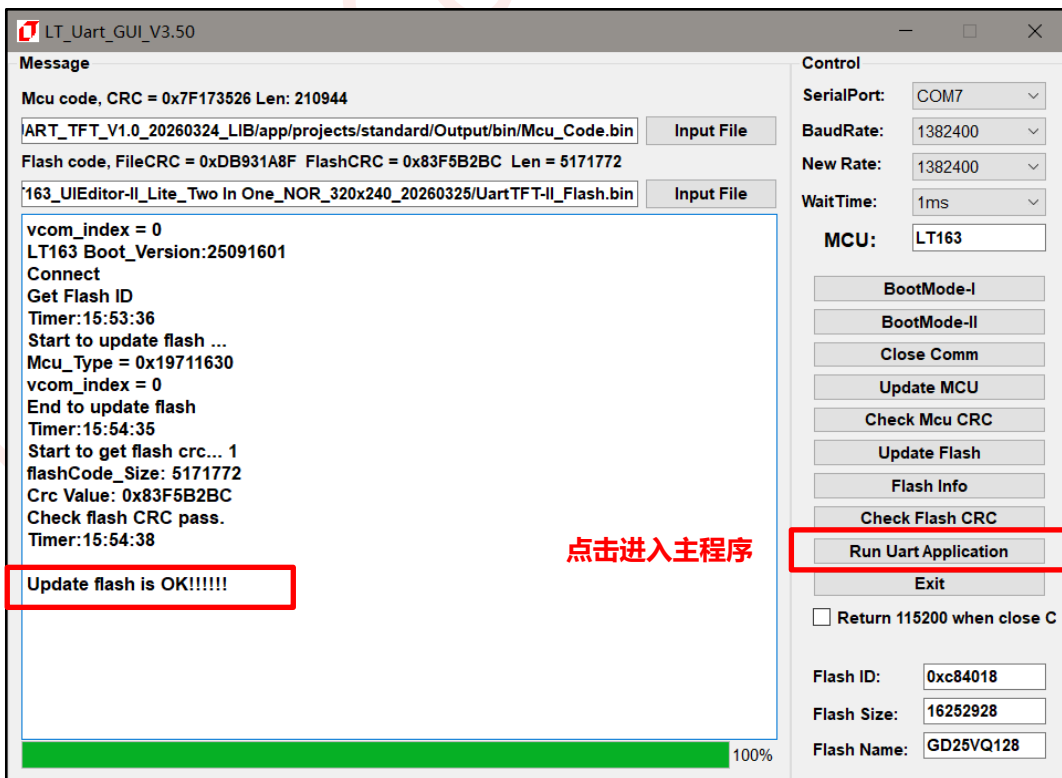 LT_Uart_GUI_V3.50
Message
Mcu code, CRC = 0x7F173526 Len: 210944
ART_TFT_V1.0_20260324_LIB/app/projects/standard/Output/bin/Mcu_Code.bin
Input File
Flash code, FileCRC = 0xDB931A8F FlashCRC = 0x83F5B2BC Len = 5171772
163_UIEditor-II_Lite_Two In One_NOR_320x240_20260325/UartTFT-II_Flash.bin
Input File
vcom_index = 0
LT163 Boot_Version:25091601
Connect
Get Flash ID
Timer:15:53:36
Start to update flash ...
Mcu_Type = 0x19711630
vcom_index = 0
End to update flash
Timer:15:54:35
Start to get flash crc... 1
flashCode_Size: 5171772
Crc Value: 0x83F5B2BC
Check flash CRC pass.
Timer:15:54:38
Update flash is OK!!!!!!
100%
点击进入主程序
Control
SerialPort: COM7
BaudRate: 1382400
New Rate: 1382400
WaitTime: 1ms
MCU: LT163
BootMode-I
BootMode-II
Close Comm
Update MCU
Check Mcu CRC
Update Flash
Flash Info
Check Flash CRC
Run Uart Application
Exit
Return 115200 when close C
Flash ID: 0xc84018
Flash Size: 16252928
Flash Name: GD25VQ128